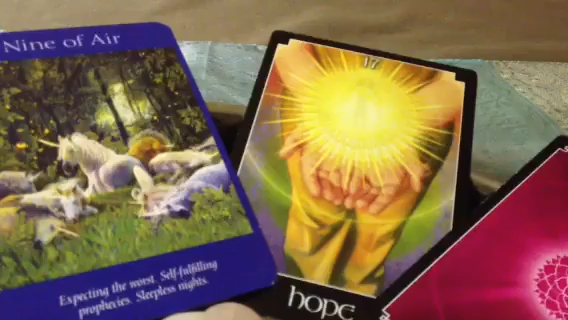 Nine of Air
Expecting the worst. Self-fulfilling
prophecies. Sleepless nights.
17
hope